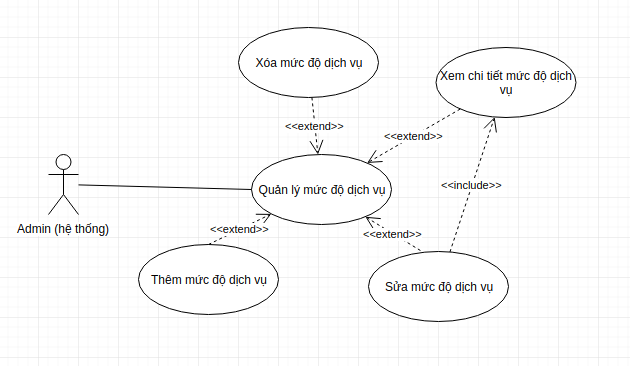 Xóa mức độ dịch vụ
Xem chi tiết mức độ dịch
vụ
<<extend>>
<<extend>>
Quản lý mức độ dịch vụ
<<include>>
Admin (hệ thống)
<<extend>>
<<extend>>
Thêm mức độ dịch vụ
Sửa mức độ dịch vụ